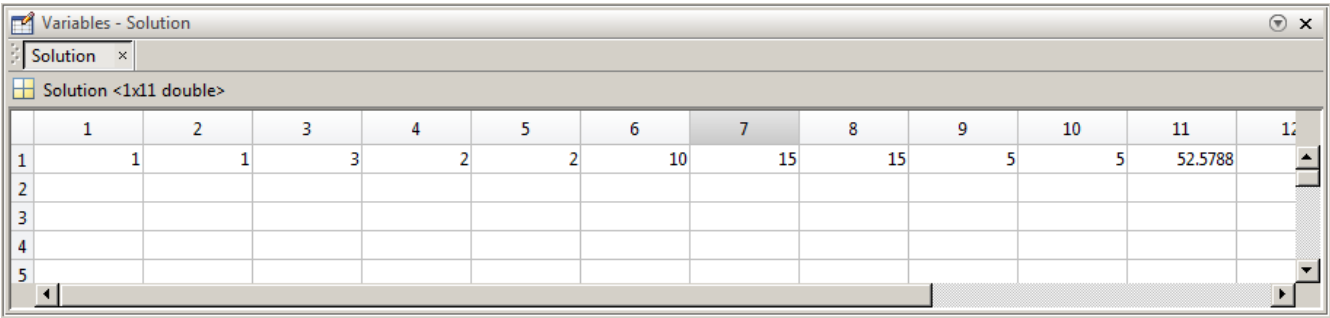 Variables - Solution
Solution
Solution <1x11 double>
1 2 3 4 5 6 7 8 9 10 11 12
1 1 1 3 2 2 10 15 15 5 5 52.5788
2
3
4
5